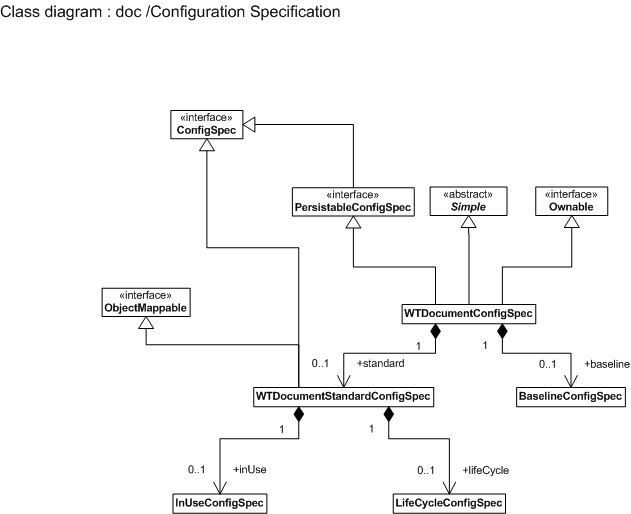 Class diagram : doc /Configuration Specification
«interface»
ConfigSpec
«interface»
PersistableConfigSpec
«abstract»
Simple
«interface»
Ownable
«interface»
ObjectMappable
WTDocumentConfigSpec
1
1
0..1
+standard
0..1
+baseline
WTDocumentStandardConfigSpec
BaselineConfigSpec
1
1
0..1
+inUse
0..1
+lifeCycle
InUseConfigSpec
LifeCycleConfigSpec